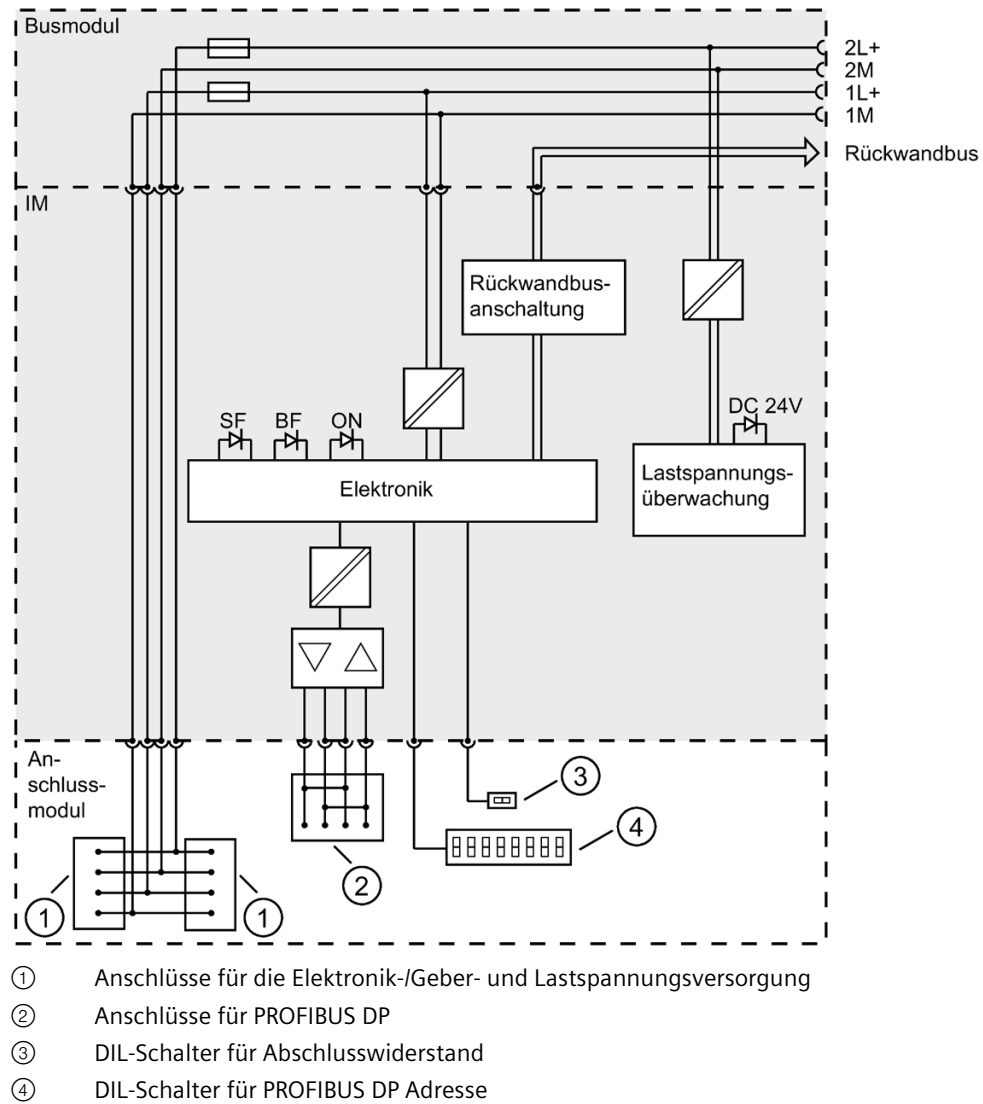 Busmodul
2L+
2M
1L+
1M
Rückwandbus
IM
Rückwandbus-
anschaltung
SF BF ON
DC 24V
Elektronik
Lastspannungs-
überwachung
An-
schluss-
modul
3
4
2
1
1
① Anschlüsse für die Elektronik-/Geber- und Lastspannungsversorgung
② Anschlüsse für PROFIBUS DP
③ DIL-Schalter für Abschlusswiderstand
④ DIL-Schalter für PROFIBUS DP Adresse